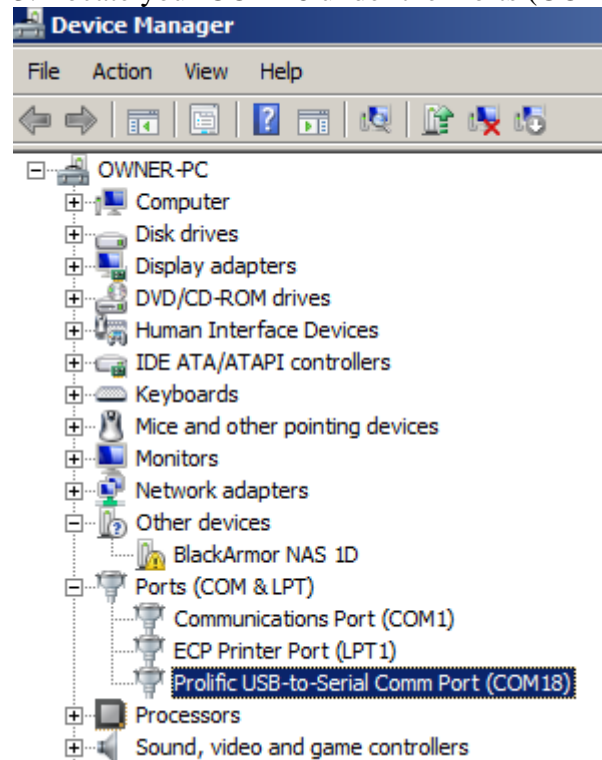 Device Manager
File Action View Help
OWNER-PC
Computer
Disk drives
Display adapters
DVD/CD-ROM drives
Human Interface Devices
IDE ATA/ATAPI controllers
Keyboards
Mice and other pointing devices
Monitors
Network adapters
Other devices
BlackArmor NAS 1D
Ports (COM & LPT)
Communications Port (COM1)
ECP Printer Port (LPT1)
Prolific USB-to-Serial Comm Port (COM18)
Processors
Sound, video and game controllers